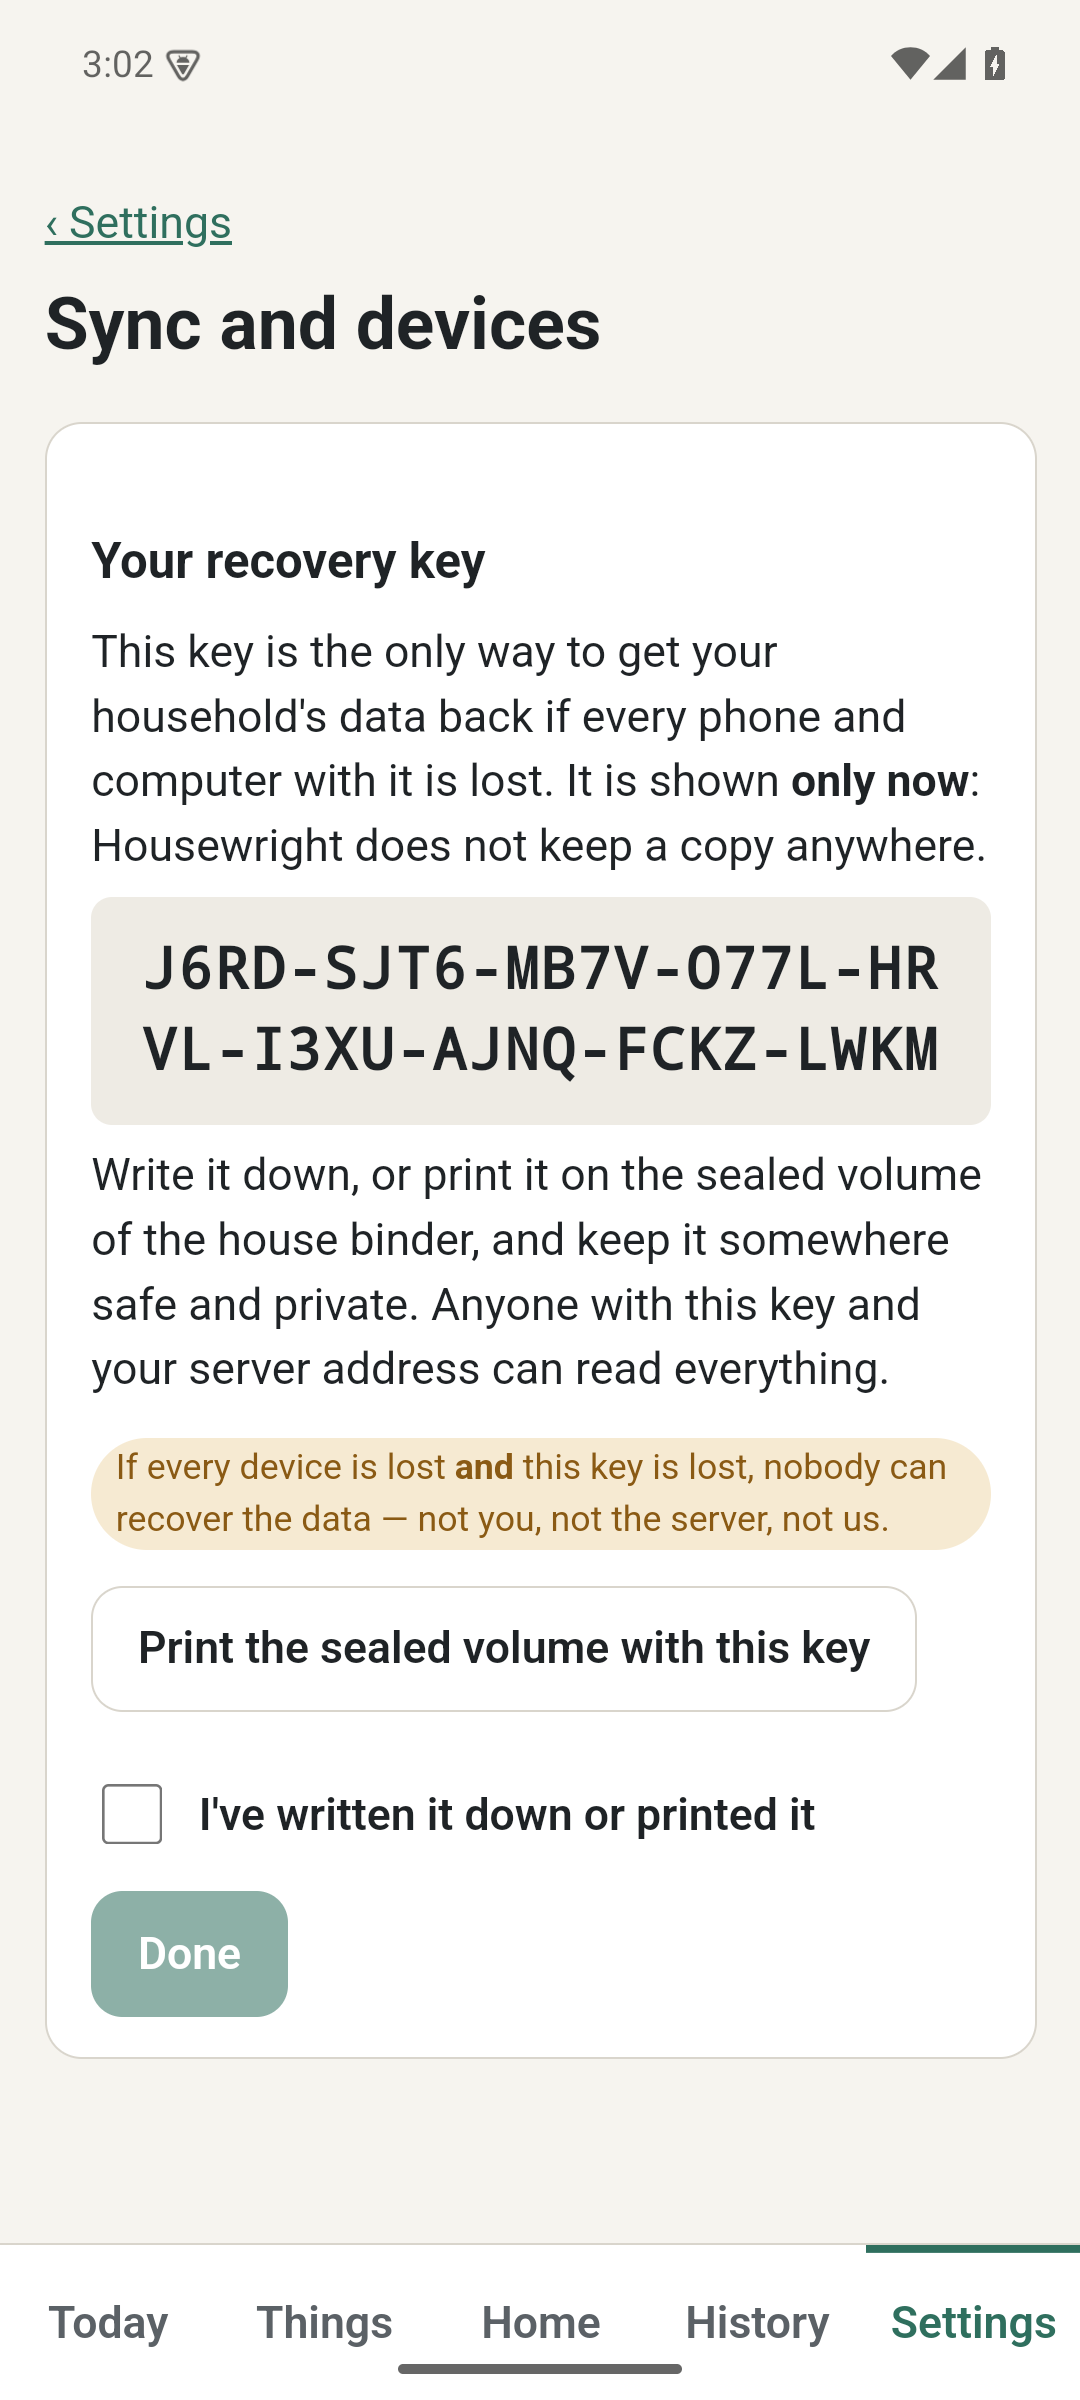 3:02
‹ Settings
Sync and devices
Your recovery key
This key is the only way to get your
household's data back if every phone and
computer with it is lost. It is shown only now:
Housewright does not keep a copy anywhere.
J6RD-SJT6-MB7V-O77L-HR
VL-I3XU-AJNQ-FCKZ-LWKM
Write it down, or print it on the sealed volume
of the house binder, and keep it somewhere
safe and private. Anyone with this key and
your server address can read everything.
If every device is lost and this key is lost, nobody can
recover the data — not you, not the server, not us.
Print the sealed volume with this key
I've written it down or printed it
Done
Today Things Home History Settings